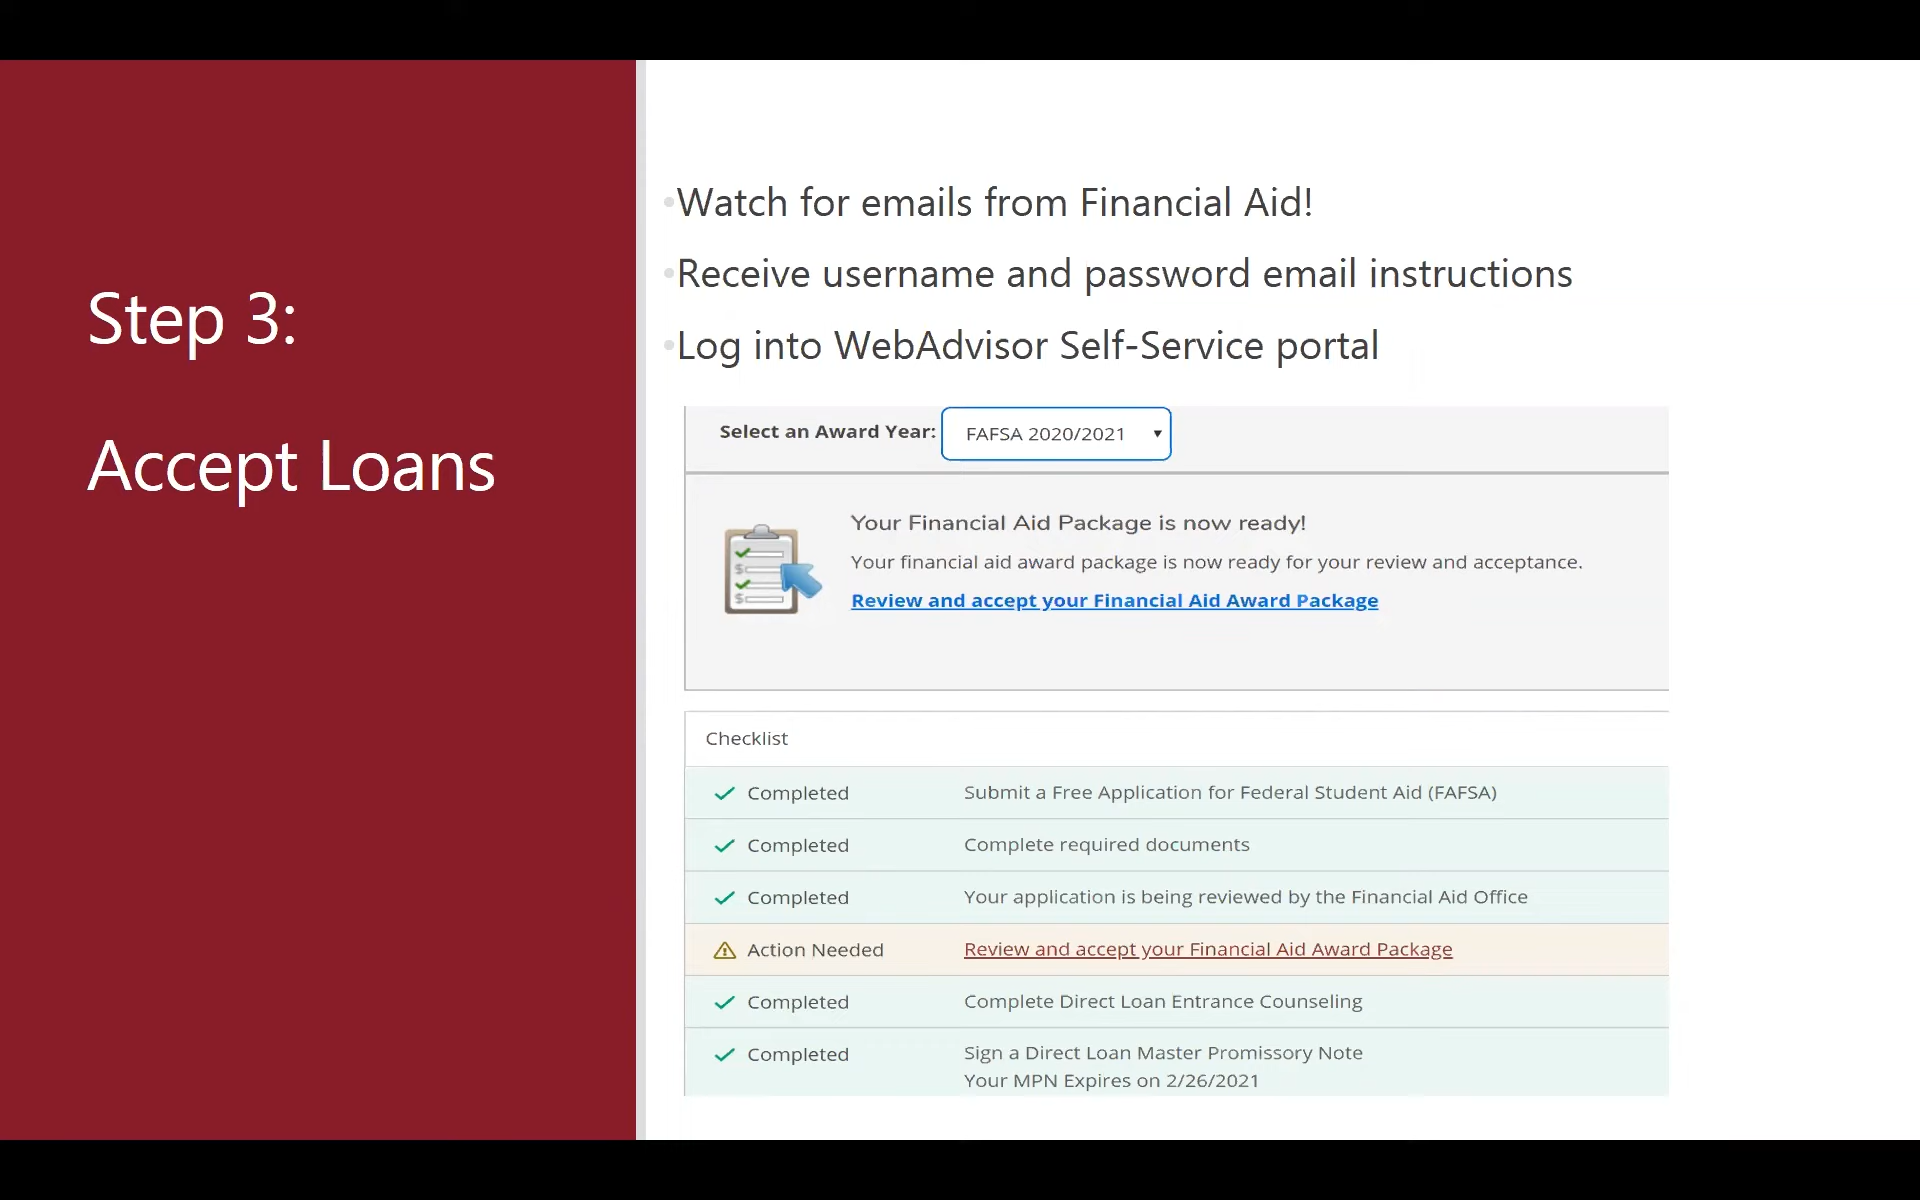 Step 3:
Accept Loans
•Watch for emails from Financial Aid!
•Receive username and password email instructions
•Log into WebAdvisor Self-Service portal
Select an Award Year: FAFSA 2020/2021
Your Financial Aid Package is now ready!
Your financial aid award package is now ready for your review and acceptance.
Review and accept your Financial Aid Award Package
Checklist
Completed Submit a Free Application for Federal Student Aid (FAFSA)
Completed Complete required documents
Completed Your application is being reviewed by the Financial Aid Office
Action Needed Review and accept your Financial Aid Award Package
Completed Complete Direct Loan Entrance Counseling
Completed Sign a Direct Loan Master Promissory Note
Your MPN Expires on 2/26/2021